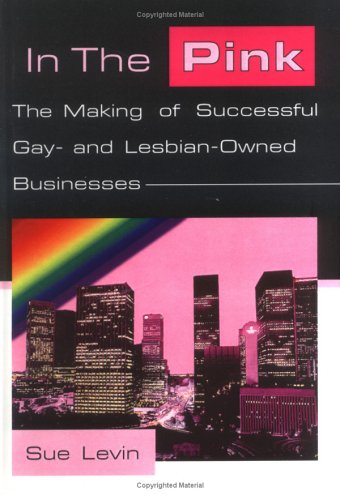 Copyrighted Material
In The Pink
The Making of Successful
Gay- and Lesbian-Owned
Businesses
Sue Levin
Copyrighted Material